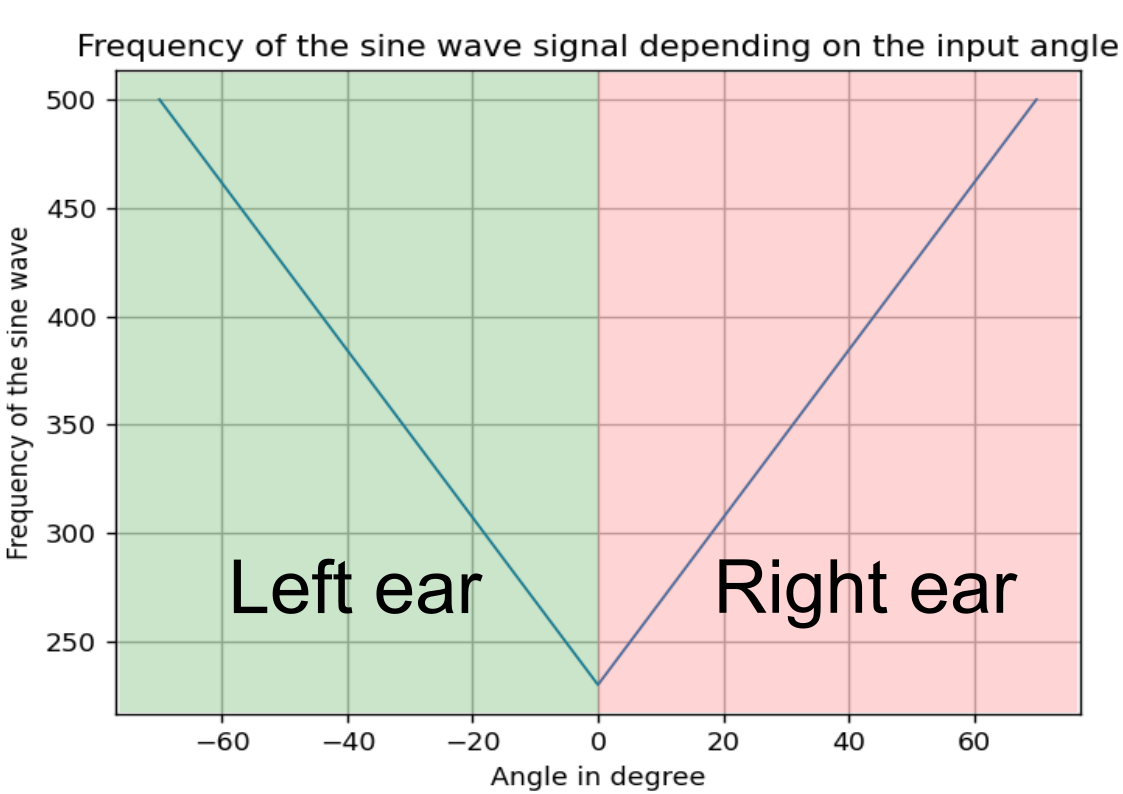 Frequency of the sine wave signal depending on the input angle
500
450
400
350
300
250
Frequency of the sine wave
Left ear
Right ear
−60 −40 −20 0 20 40 60
Angle in degree